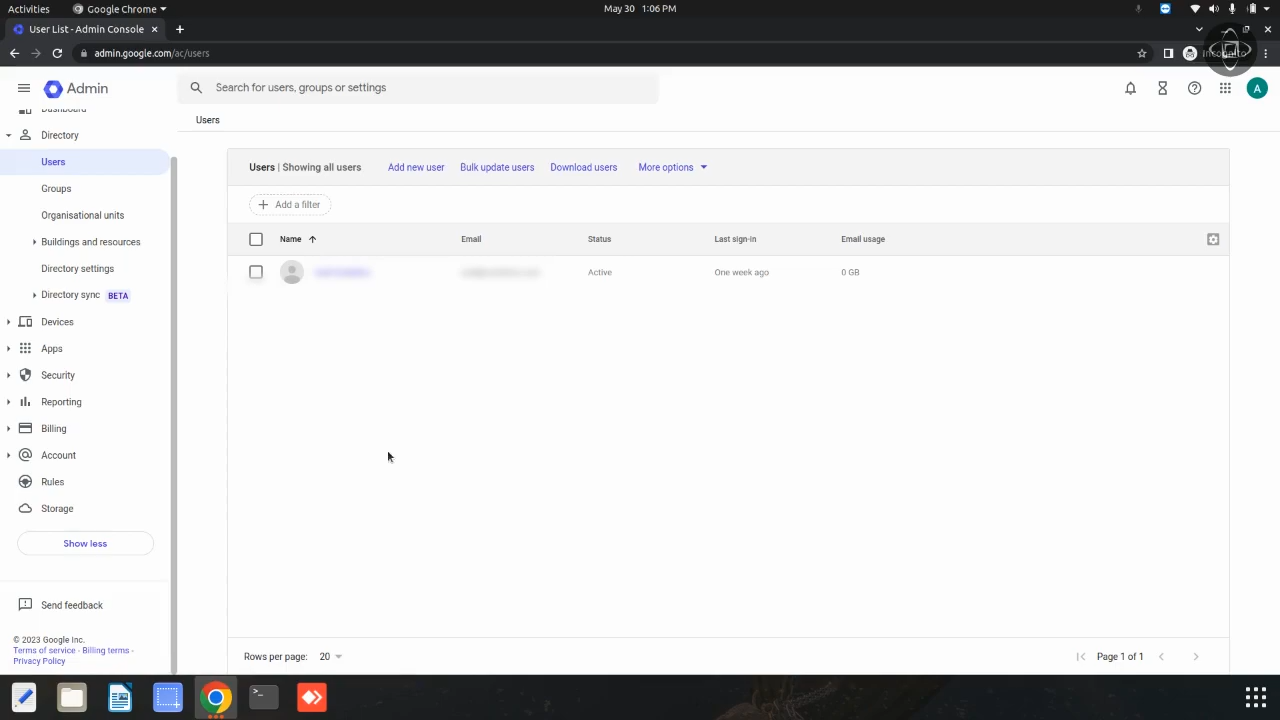 Activities
Google Chrome
May 30 1:06 PM
User List - Admin Console
admin.google.com/ac/users
Incognito
Admin
Search for users, groups or settings
Dashboard
Directory
Users
Groups
Organisational units
Buildings and resources
Directory settings
Directory sync BETA
Devices
Apps
Security
Reporting
Billing
Account
Rules
Storage
Show less
Send feedback
© 2023 Google Inc.
Terms of service - Billing terms -
Privacy Policy
A
Users
Users | Showing all users
Add new user
Bulk update users
Download users
More options
Add a filter
Name
Email
Status
Last sign-in
Email usage
Active
One week ago
0 GB
Rows per page: 20
Page 1 of 1